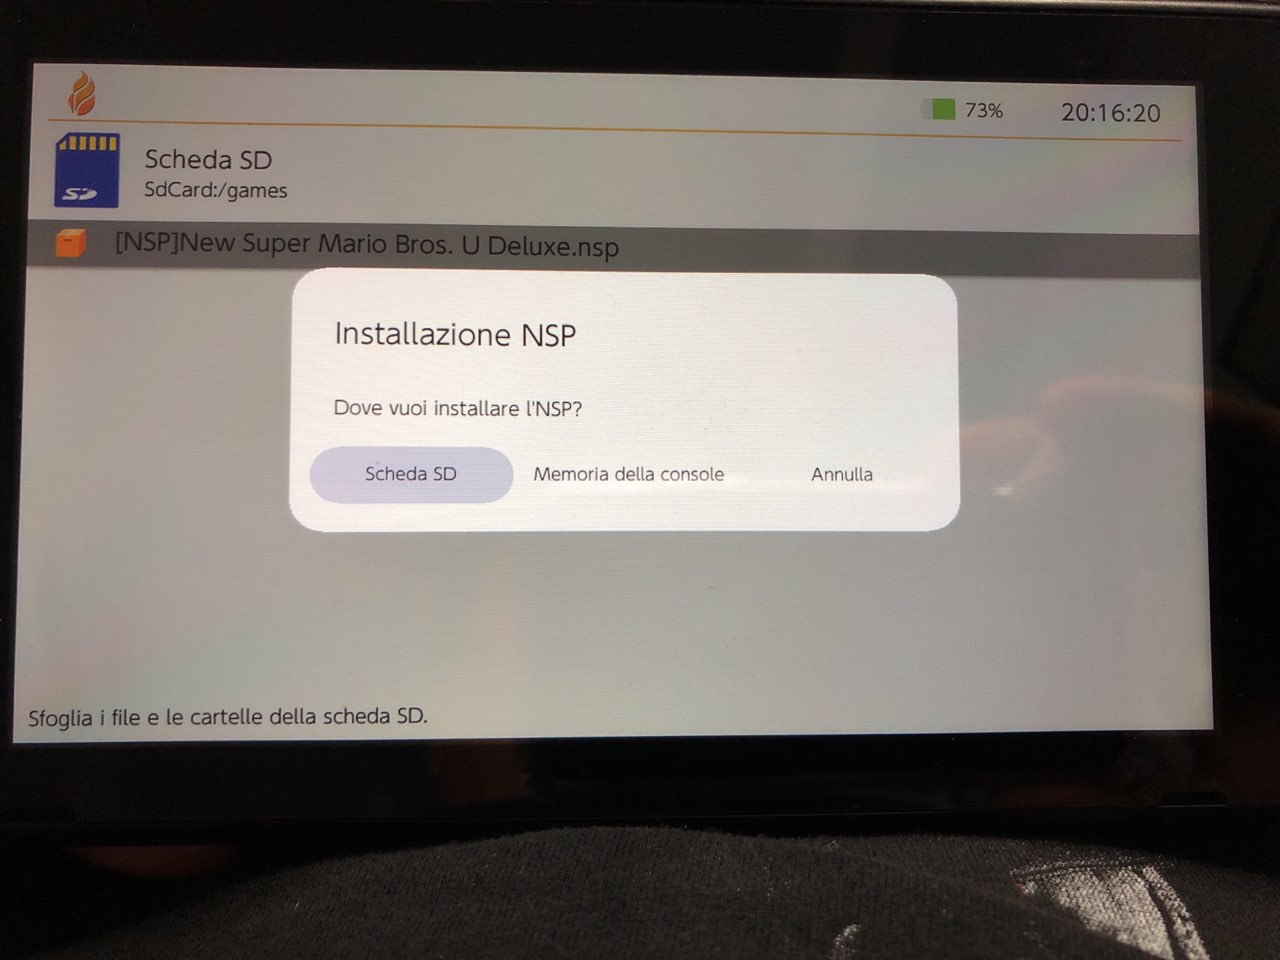 73%
20:16:20
Scheda SD
SdCard:/games
[NSP]New Super Mario Bros. U Deluxe.nsp
Installazione NSP
Dove vuoi installare l'NSP?
Scheda SD
Memoria della console
Annulla
Sfoglia i file e le cartelle della scheda SD.